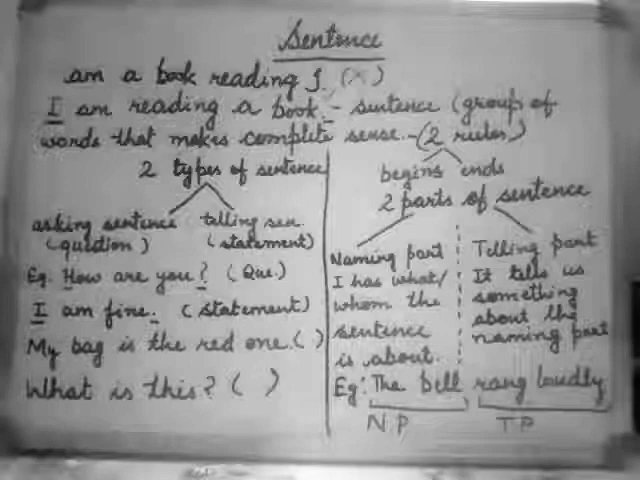 Sentence
am a book reading I. (×)
I am reading a book. - sentence (group of
words that makes complete sense. - (2 rules)
begins ends
2 types of sentence
asking sentence (question)
telling sen (statement)
Eg. How are you? (Que.)
I am fine. (statement)
My bag is the red one. ( )
What is this? ( )
2 parts of sentence
Naming part
I has what/
whom the
sentence
is about.
Telling part
It tells us
something
about the
naming part
Eg: The bell rang loudly
NP TP